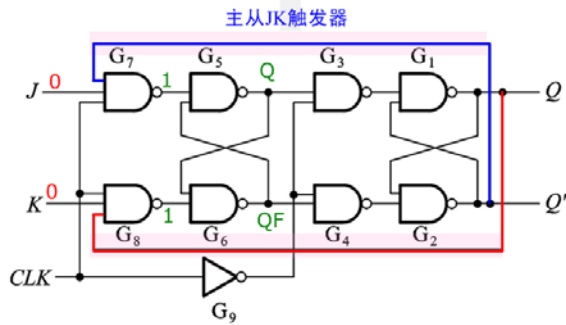 主从JK触发器
G₇ G₅ G₃ G₁
J 0 1 Q Q
K 0 1 QF Q'
G₈ G₆ G₄ G₂
CLK
G₉